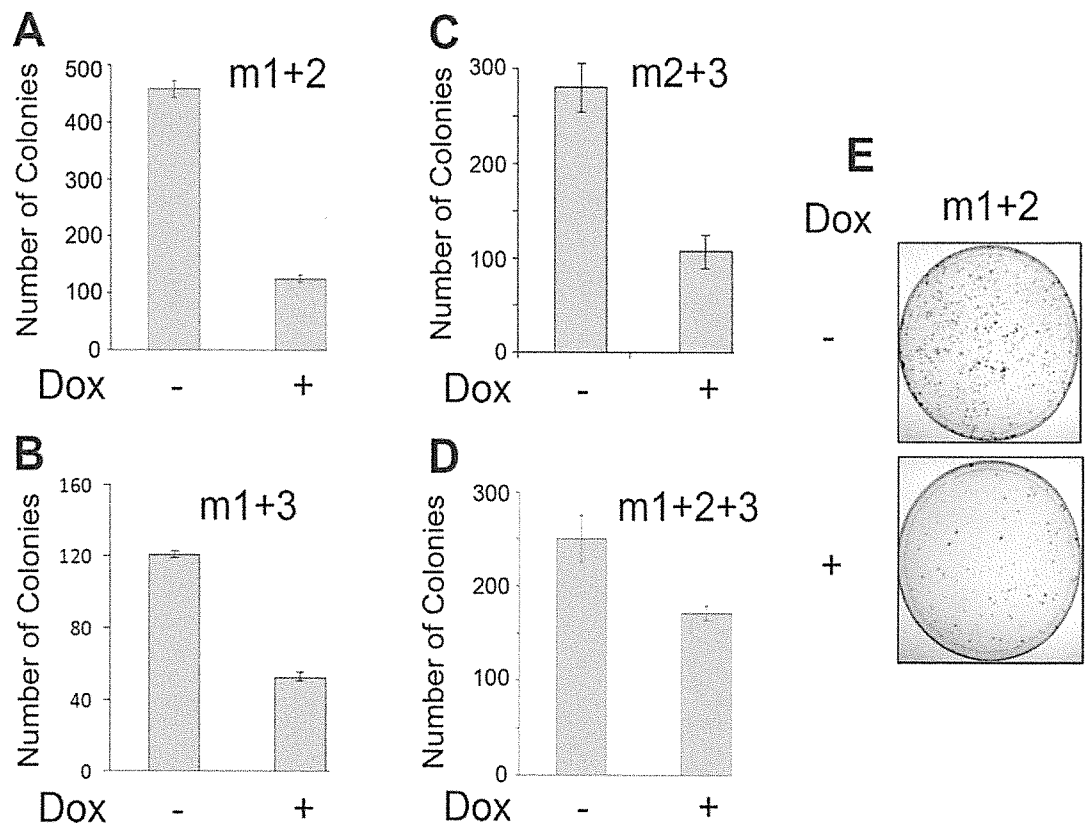 A
m1+2
Number of Colonies
500
400
300
200
100
0
Dox - +
B
m1+3
Number of Colonies
160
120
80
40
0
Dox - +
C
m2+3
Number of Colonies
300
200
100
0
Dox - +
D
m1+2+3
Number of Colonies
300
200
100
0
Dox - +
E
Dox m1+2
-
+